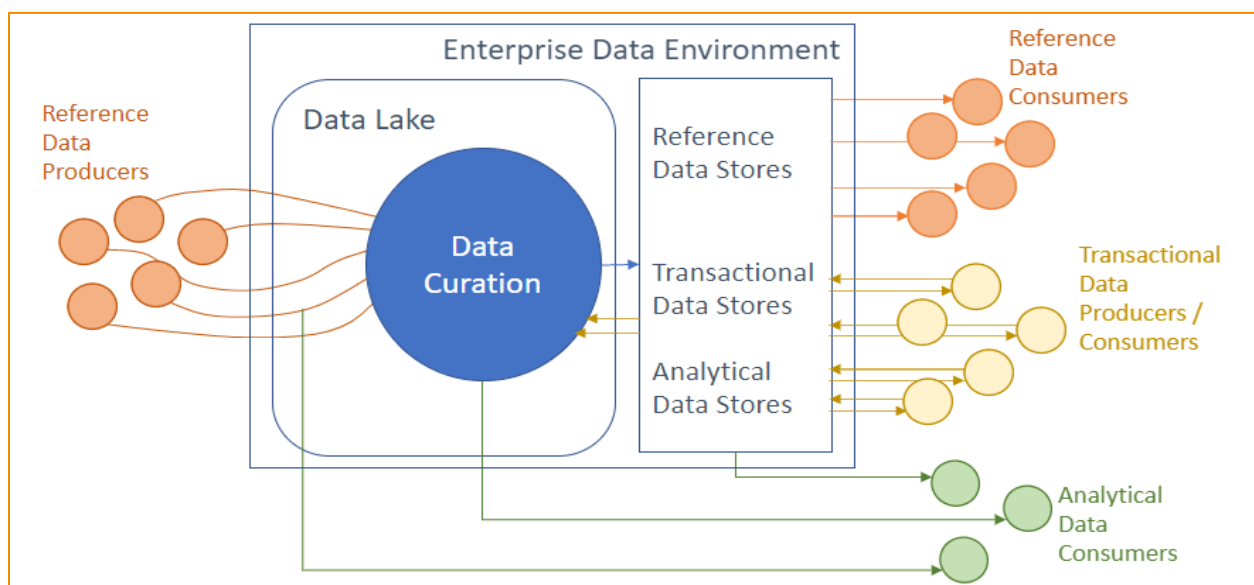 Enterprise Data Environment
Reference
Data
Producers
Data Lake
Data
Curation
Reference
Data Stores
Transactional
Data Stores
Analytical
Data Stores
Reference
Data
Consumers
Transactional
Data
Producers /
Consumers
Analytical
Data
Consumers